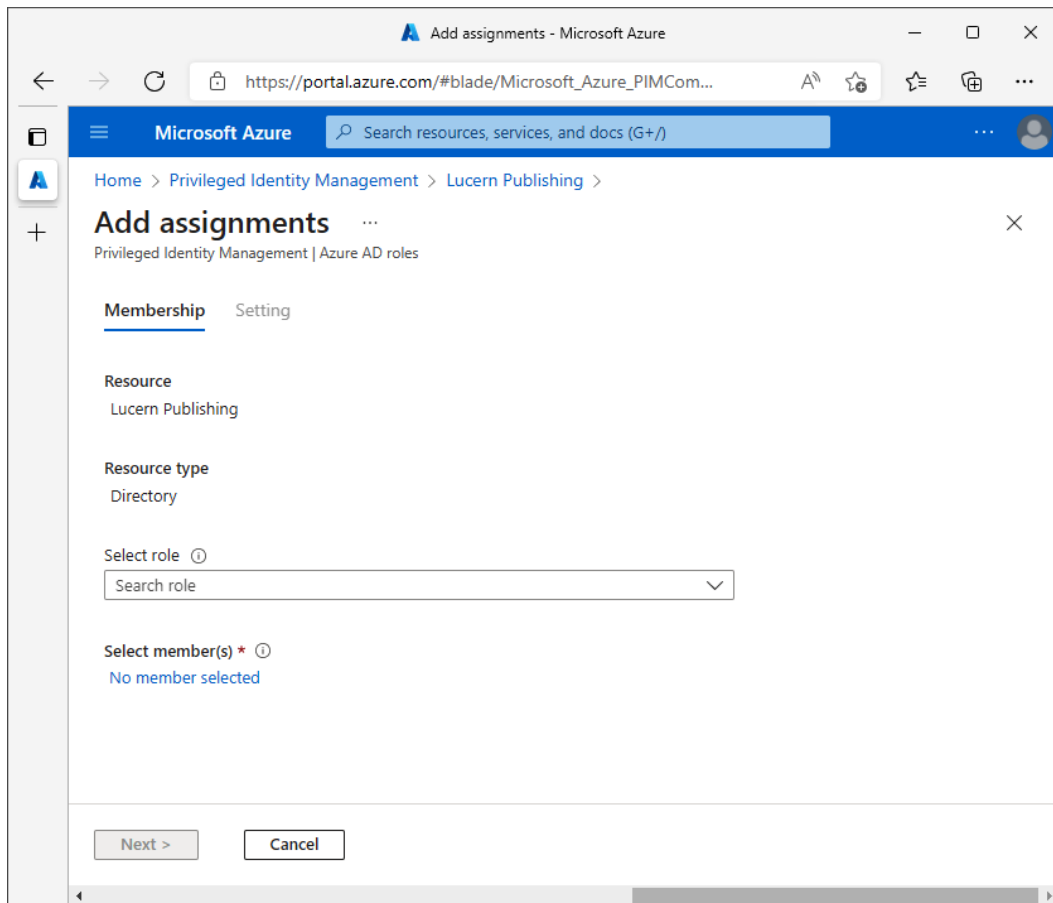 Add assignments - Microsoft Azure
https://portal.azure.com/#blade/Microsoft_Azure_PIMCom...
Microsoft Azure
Search resources, services, and docs (G+/)
Home > Privileged Identity Management > Lucern Publishing >
Add assignments ...
Privileged Identity Management | Azure AD roles
Membership Setting
Resource
Lucern Publishing
Resource type
Directory
Select role
Search role
Select member(s) *
No member selected
Next > Cancel